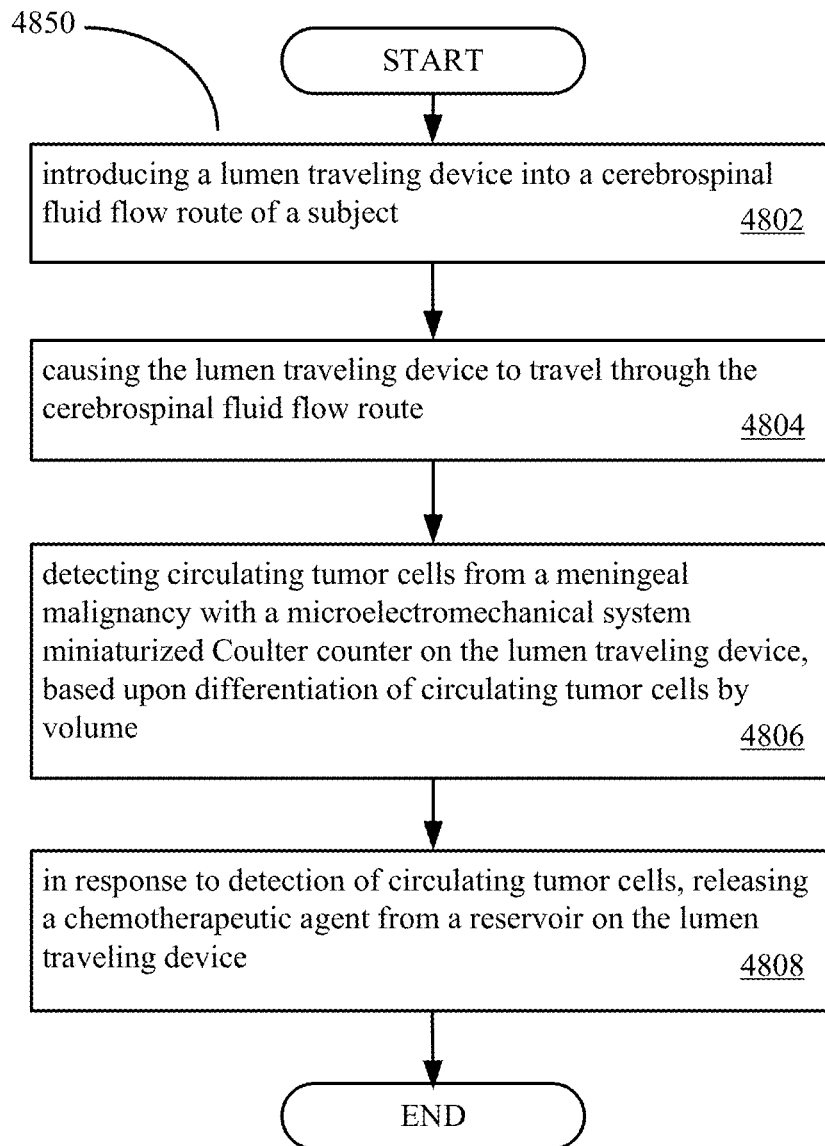 4850
START
introducing a lumen traveling device into a cerebrospinal
fluid flow route of a subject
4802
causing the lumen traveling device to travel through the
cerebrospinal fluid flow route
4804
detecting circulating tumor cells from a meningeal
malignancy with a microelectromechanical system
miniaturized Coulter counter on the lumen traveling device,
based upon differentiation of circulating tumor cells by
volume
4806
in response to detection of circulating tumor cells, releasing
a chemotherapeutic agent from a reservoir on the lumen
traveling device
4808
END